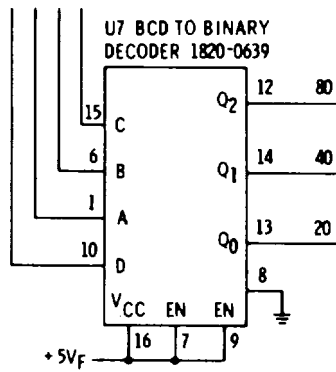 U7 BCD TO BINARY
DECODER 1820-0639
15 C Q2 12 80
6 B Q1 14 40
1 A Q0 13 20
10 D 8
VCC EN EN
16 7 9
+5VF